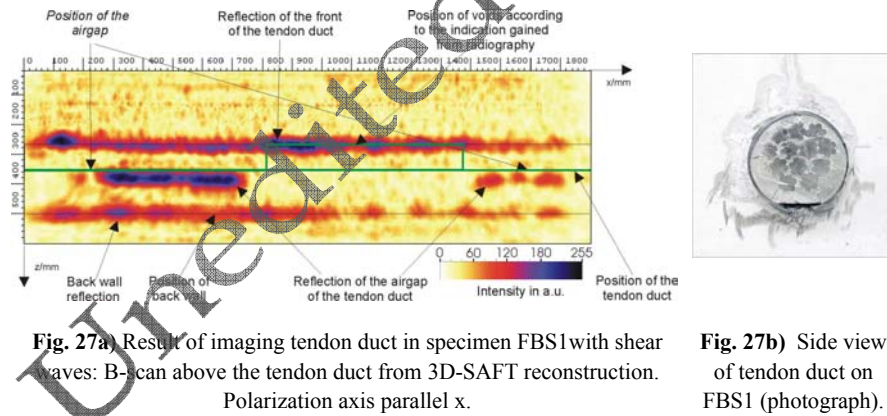 Position of the
airgap
Reflection of the front
of the tendon duct
Position of voids according
to the indication gained
from radiography
0 100 200 300 400 500 600 700 800 900 1000 1100 1200 1300 1400 1500 1600 1700 1800
x/mm
100
200
300
400
500
z/mm
Back wall
reflection
Position of
back wall
Reflection of the airgap
of the tendon duct
0 60 120 180 255
Intensity in a.u.
Position of the
tendon duct
Fig. 27a) Result of imaging tendon duct in specimen FBS1with shear
waves: B-scan above the tendon duct from 3D-SAFT reconstruction.
Polarization axis parallel x.
Fig. 27b) Side view
of tendon duct on
FBS1 (photograph).
Unedited